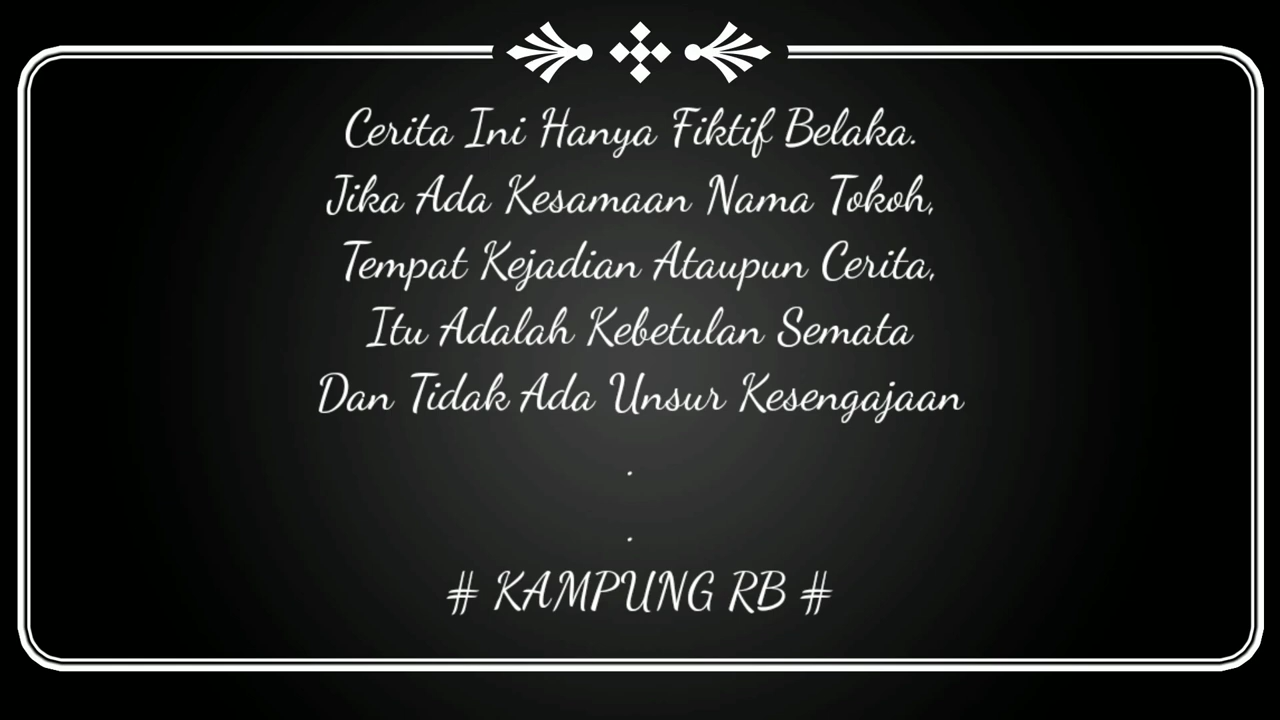 Cerita Ini Hanya Fiktif Belaka.
Jika Ada Kesamaan Nama Tokoh,
Tempat Kejadian Ataupun Cerita,
Itu Adalah Kebetulan Semata
Dan Tidak Ada Unsur Kesengajaan
.
.
# KAMPUNG RB #